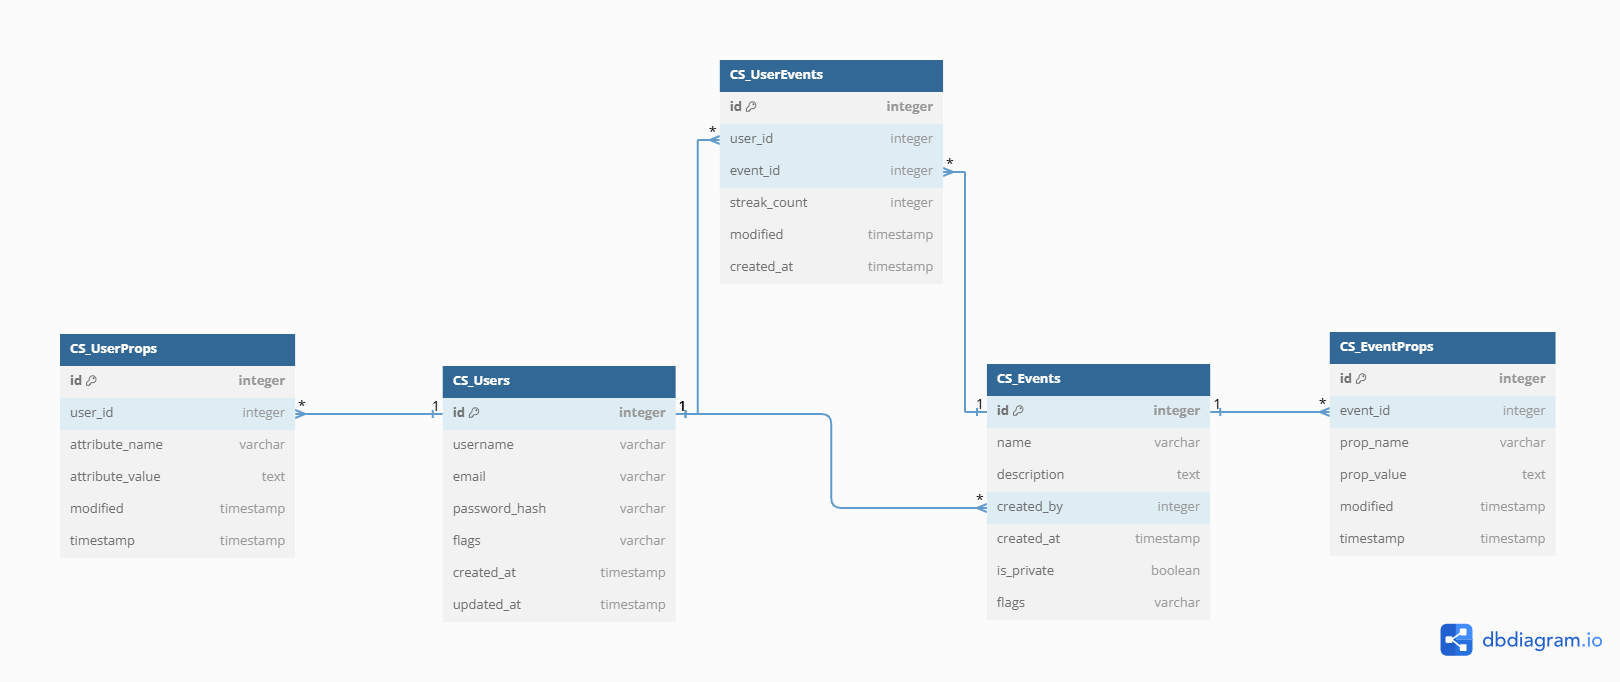 CS_UserEvents
id integer
* user_id integer
event_id integer *
streak_count integer
modified timestamp
created_at timestamp
CS_UserProps
id integer
user_id integer *
attribute_name varchar
attribute_value text
modified timestamp
timestamp timestamp
CS_Users
1 id integer 1
username varchar
email varchar
password_hash varchar
flags varchar
created_at timestamp
updated_at timestamp
CS_Events
1 id integer 1
name varchar
description text
* created_by integer
created_at timestamp
is_private boolean
flags varchar
CS_EventProps
id integer
* event_id integer
prop_name varchar
prop_value text
modified timestamp
timestamp timestamp
dbdiagram.io